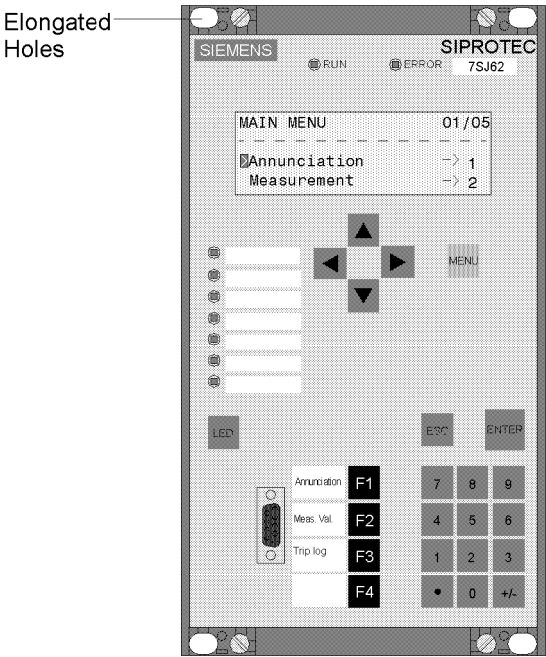 Elongated
Holes
SIEMENS
SIPROTEC
RUN
ERROR
7SJ62
MAIN MENU 01/05
Annunciation -> 1
Measurement -> 2
MENU
LED
ESC
ENTER
Annunciation F1
7 8 9
Meas. Val. F2
4 5 6
Trip log F3
1 2 3
F4
• 0 +/-